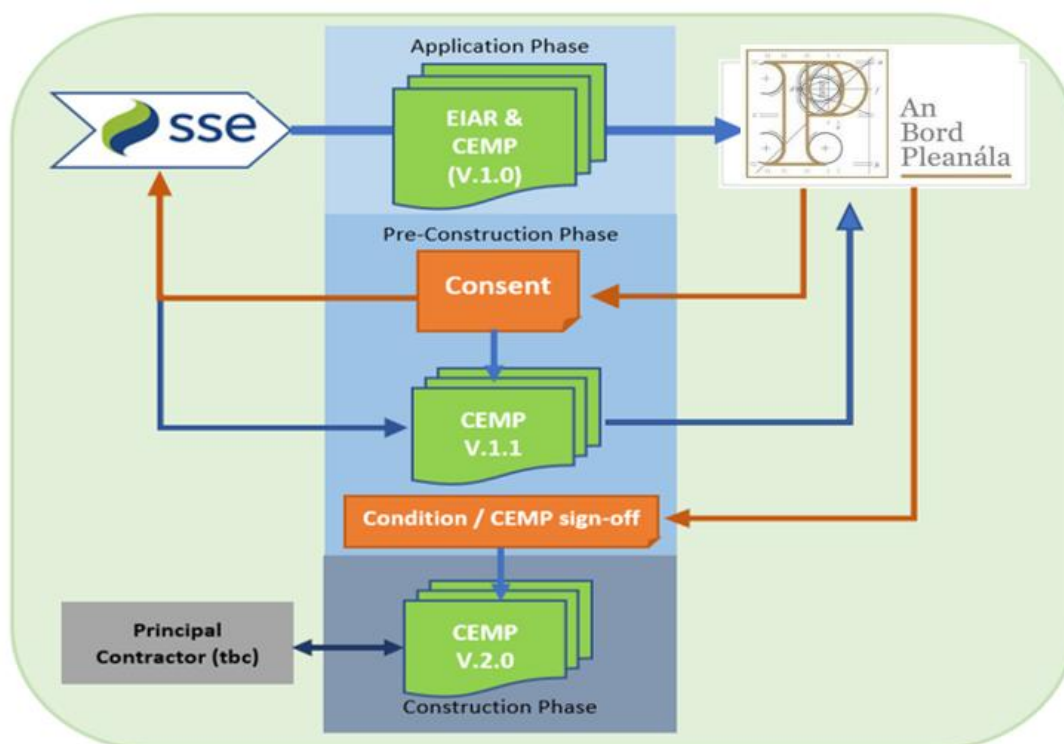 Application Phase
sse
EIAR &
CEMP
(V.1.0)
An
Bord
Pleanála
Pre-Construction Phase
Consent
CEMP
V.1.1
Condition / CEMP sign-off
Principal
Contractor (tbc)
CEMP
V.2.0
Construction Phase